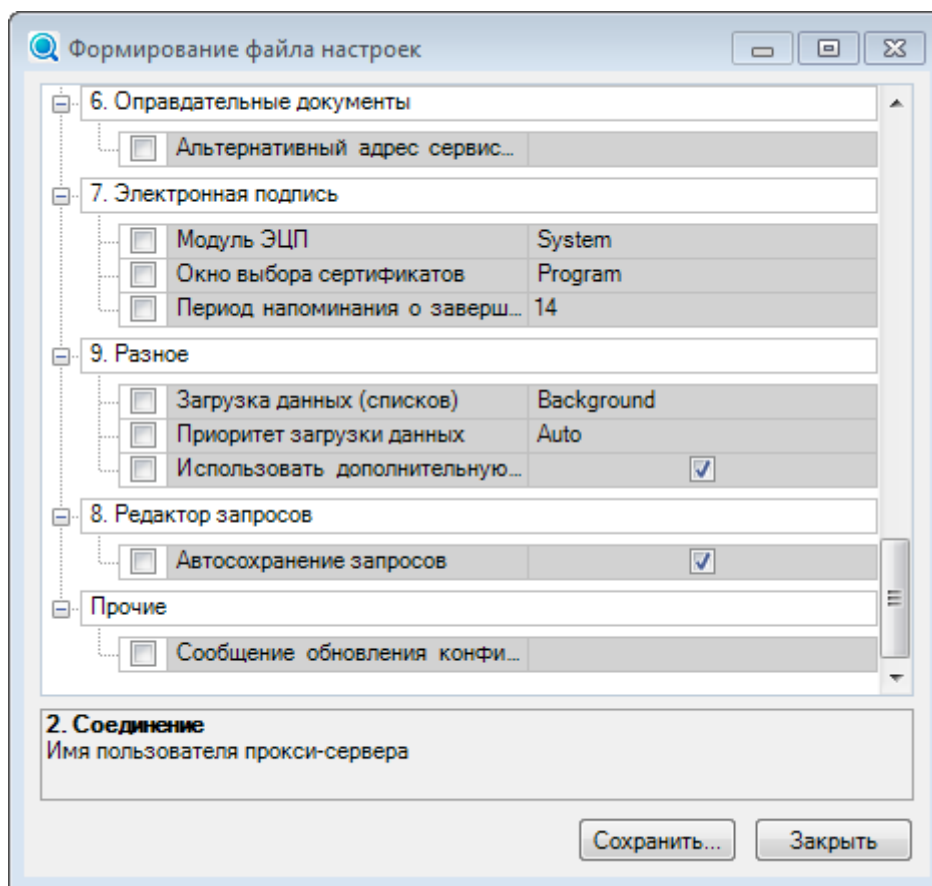 Формирование файла настроек
6. Оправдательные документы
Альтернативный адрес сервис...
7. Электронная подпись
Модуль ЭЦП System
Окно выбора сертификатов Program
Период напоминания о заверш... 14
9. Разное
Загрузка данных (списков) Background
Приоритет загрузки данных Auto
Использовать дополнительную...
8. Редактор запросов
Автосохранение запросов
Прочие
Сообщение обновления конфи...
2. Соединение
Имя пользователя прокси-сервера
Сохранить... Закрыть